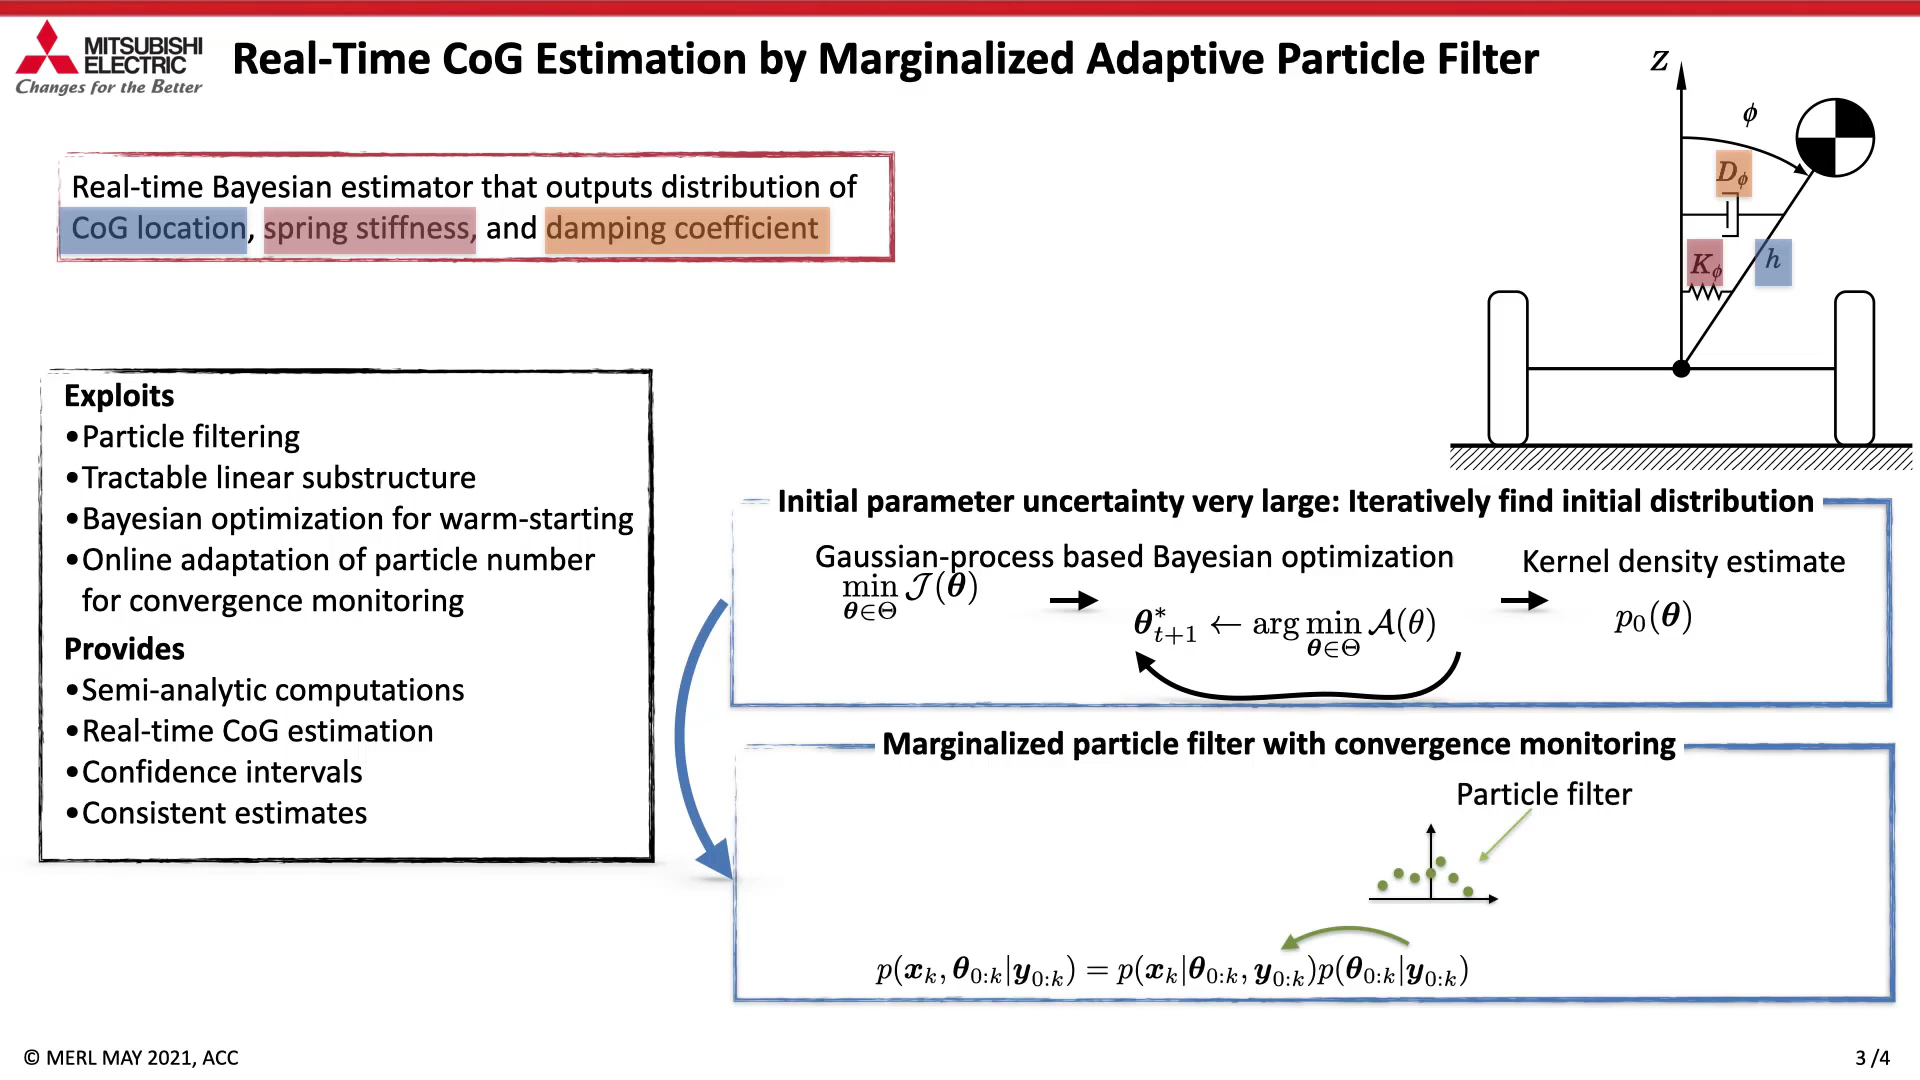 MITSUBISHI
ELECTRIC
Changes for the Better
Real-Time CoG Estimation by Marginalized Adaptive Particle Filter
Real-time Bayesian estimator that outputs distribution of
CoG location, spring stiffness, and damping coefficient
z
ϕ
D_ϕ
K_ϕ
h
Exploits
•Particle filtering
•Tractable linear substructure
•Bayesian optimization for warm-starting
•Online adaptation of particle number
for convergence monitoring
Provides
•Semi-analytic computations
•Real-time CoG estimation
•Confidence intervals
•Consistent estimates
Initial parameter uncertainty very large: Iteratively find initial distribution
Gaussian-process based Bayesian optimization
Kernel density estimate
min_{θ∈Θ} 𝒥(θ)
θ*_{t+1} ← arg min_{θ∈Θ} 𝒜(θ)
p_0(θ)
Marginalized particle filter with convergence monitoring
Particle filter
p(x_k, θ_{0:k}|y_{0:k}) = p(x_k|θ_{0:k}, y_{0:k})p(θ_{0:k}|y_{0:k})
© MERL MAY 2021, ACC
3 /4